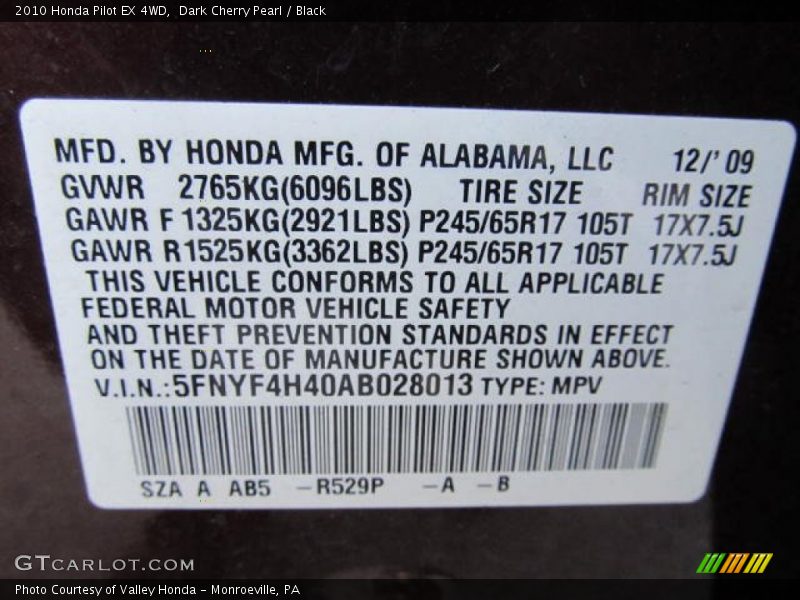 2010 Honda Pilot EX 4WD,  Dark Cherry Pearl / Black
MFD. BY HONDA MFG. OF ALABAMA, LLC 12/'09
GVWR 2765KG(6096LBS) TIRE SIZE RIM SIZE
GAWR F 1325KG(2921LBS) P245/65R17 105T 17X7.5J
GAWR R1525KG(3362LBS) P245/65R17 105T 17X7.5J
THIS VEHICLE CONFORMS TO ALL APPLICABLE
FEDERAL MOTOR VEHICLE SAFETY
AND THEFT PREVENTION STANDARDS IN EFFECT
ON THE DATE OF MANUFACTURE SHOWN ABOVE.
V.I.N.:5FNYF4H40AB028013 TYPE: MPV
SZA A AB5 -R529P -A -B
GTCARLOT.COM
Photo Courtesy of Valley Honda - Monroeville, PA